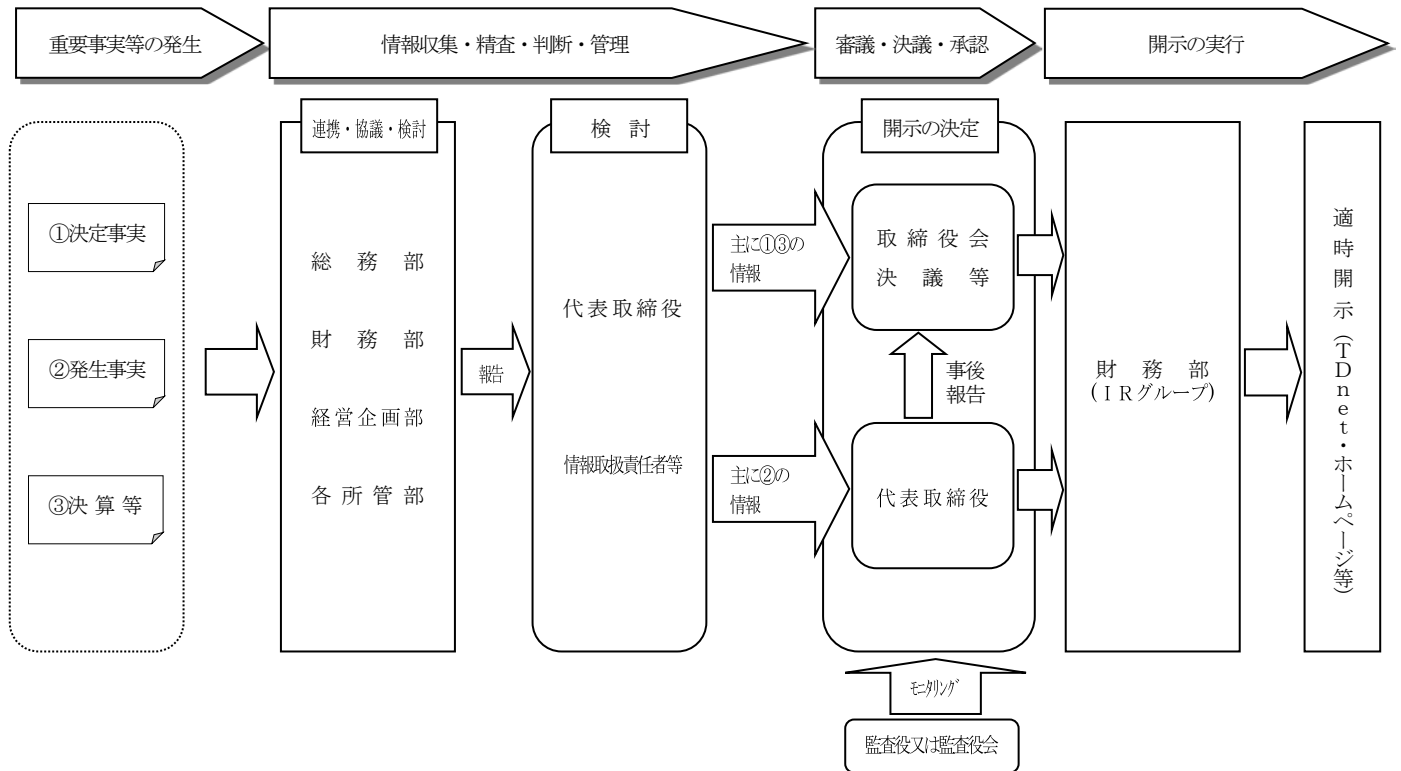 重要事実等の発生
情報収集・精査・判断・管理
審議・決議・承認
開示の実行
①決定事実
②発生事実
③決算等
連携・協議・検討
総務部
財務部
経営企画部
各所管部
報告
検討
代表取締役
情報取扱責任者等
主に①③の
情報
主に②の
情報
開示の決定
取締役会
決議等
事後
報告
代表取締役
モニタリング
監査役又は監査役会
財務部
(IRグループ)
適時開示(TDnet・ホームページ等)